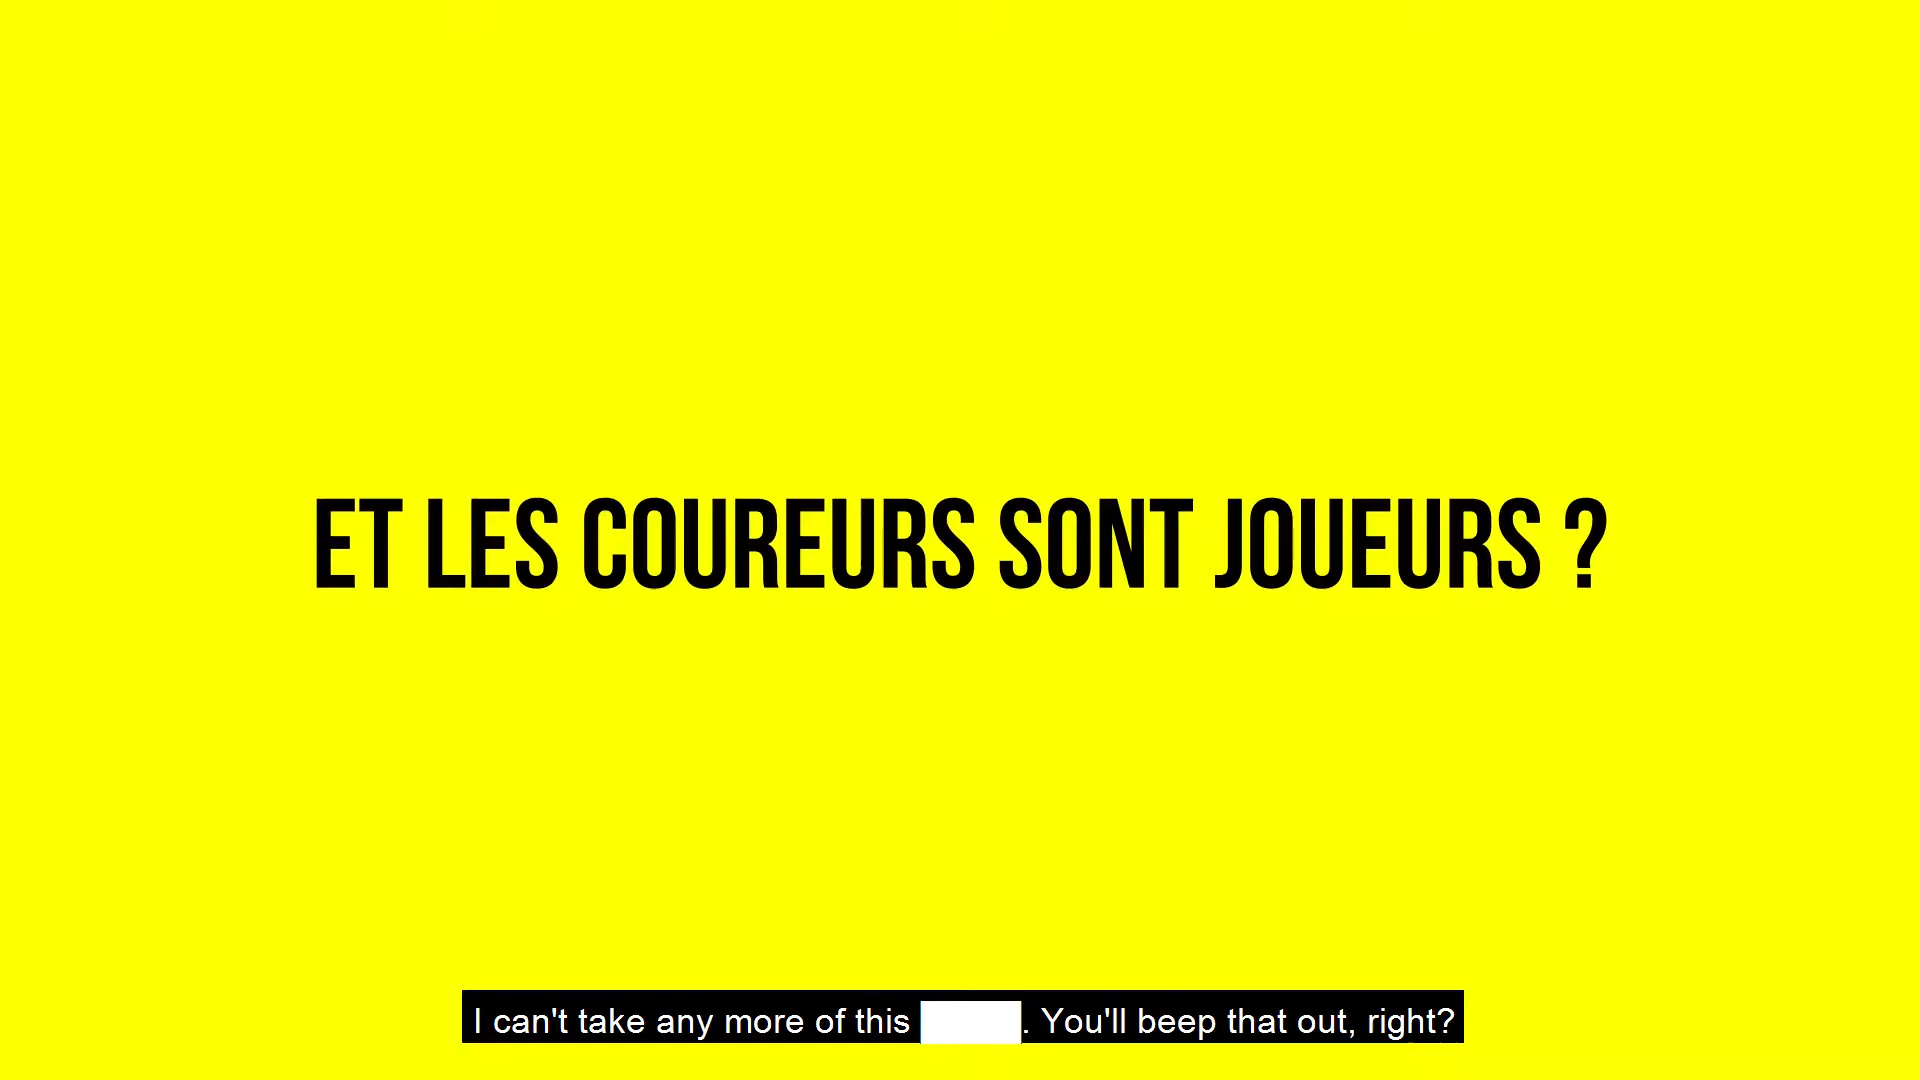 ET LES COUREURS SONT JOUEURS ?
I can't take any more of this . You'll beep that out, right?